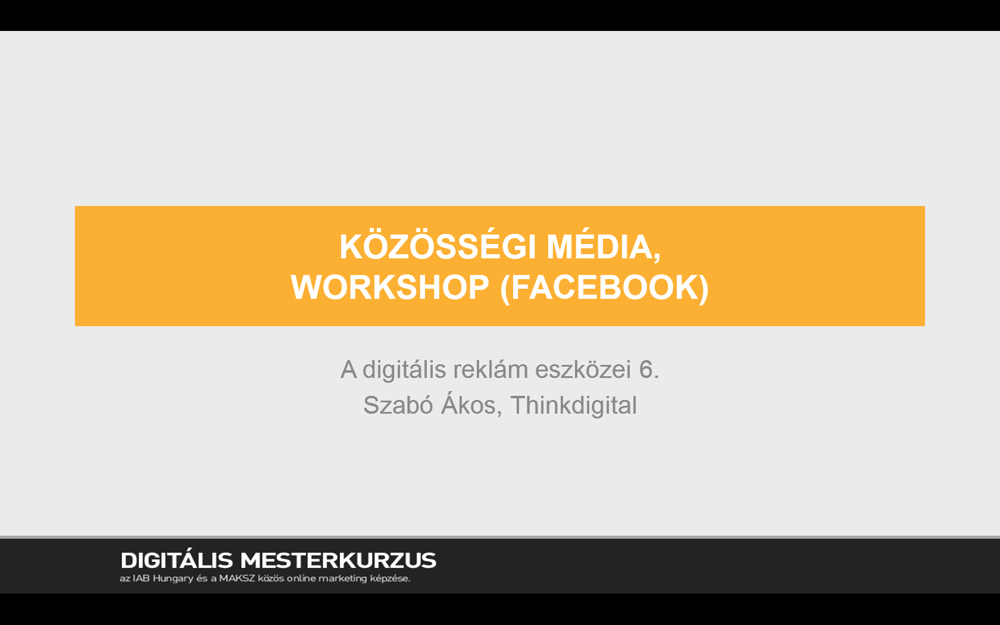 KÖZÖSSÉGI MÉDIA,
WORKSHOP (FACEBOOK)
A digitális reklám eszközei 6.
Szabó Ákos, Thinkdigital
DIGITÁLIS MESTERKURZUS
az IAB Hungary és a MAKSZ közös online marketing képzése.